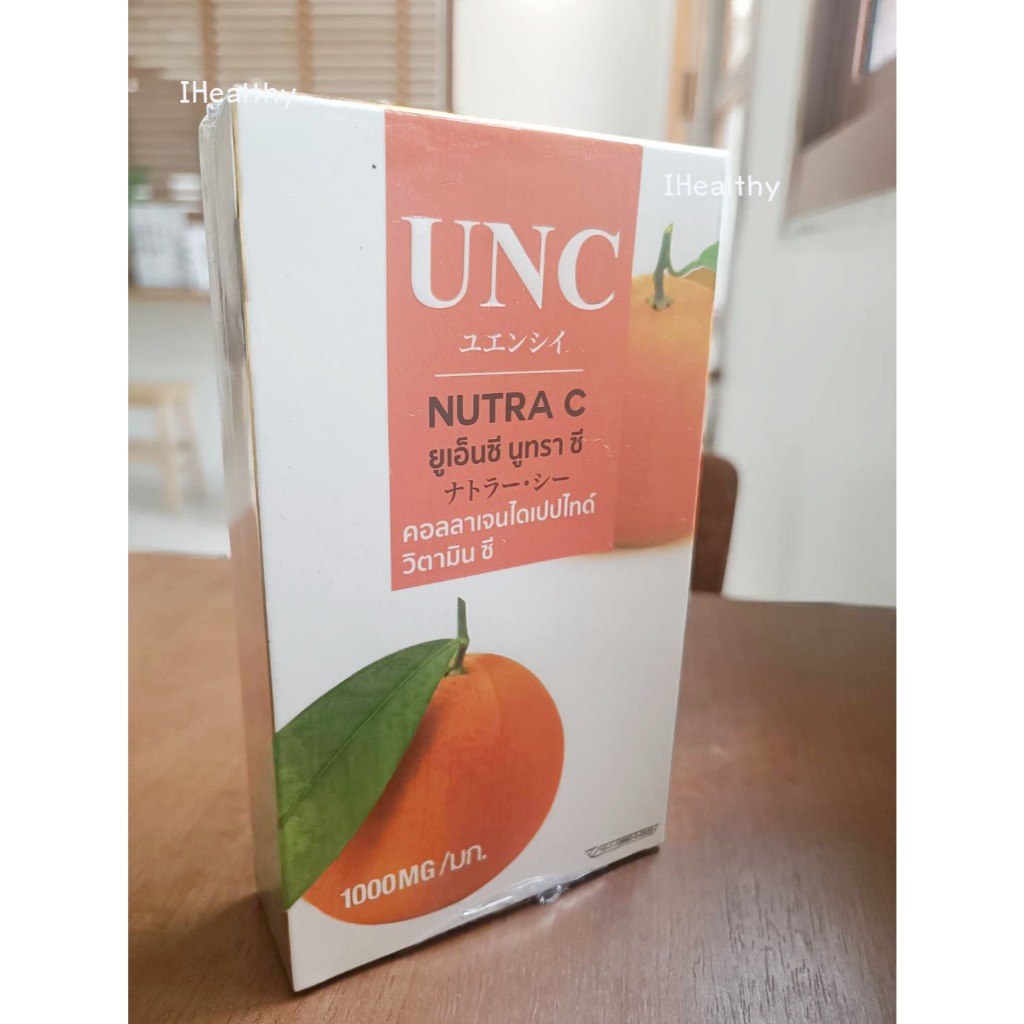 IHealthy
IHealthy
UNC
ユエンシイ
NUTRA C
ยูเอ็นซี นูทรา ซี
ナトラー・シー
คอลลาเจนไดเปปไทด์
วิตามิน ซี
1000MG/มก.